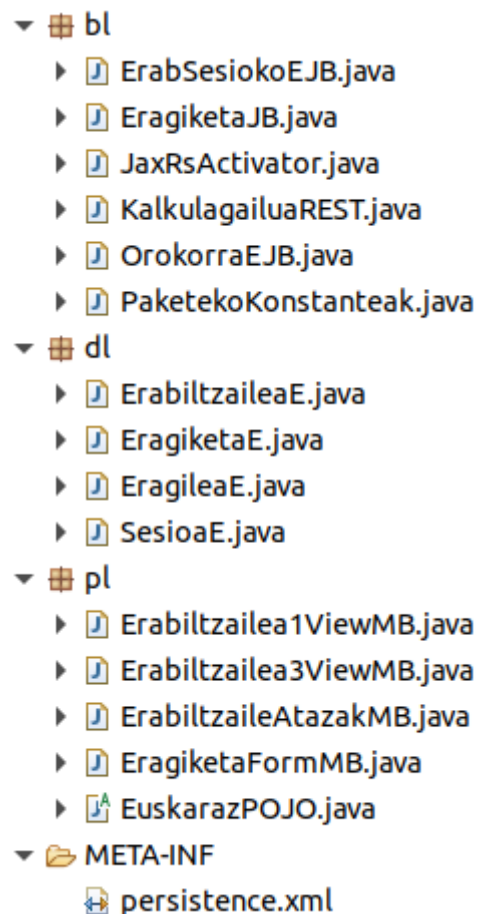 bl
ErabSesiokoEJB.java
EragiketaJB.java
JaxRsActivator.java
KalkulagailuaREST.java
OrokorraEJB.java
PaketekoKonstanteak.java
dl
ErabiltzaileaE.java
EragiketaE.java
EragileaE.java
SesioaE.java
pl
Erabiltzailea1ViewMB.java
Erabiltzailea3ViewMB.java
ErabiltzaileAtazakMB.java
EragiketaFormMB.java
EuskarazPOJO.java
META-INF
persistence.xml